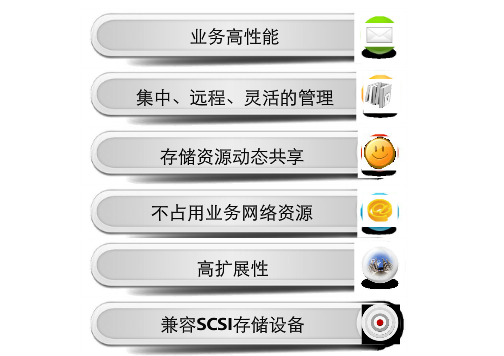 业务高性能
集中、远程、灵活的管理
存储资源动态共享
不占用业务网络资源
高扩展性
兼容SCSI存储设备